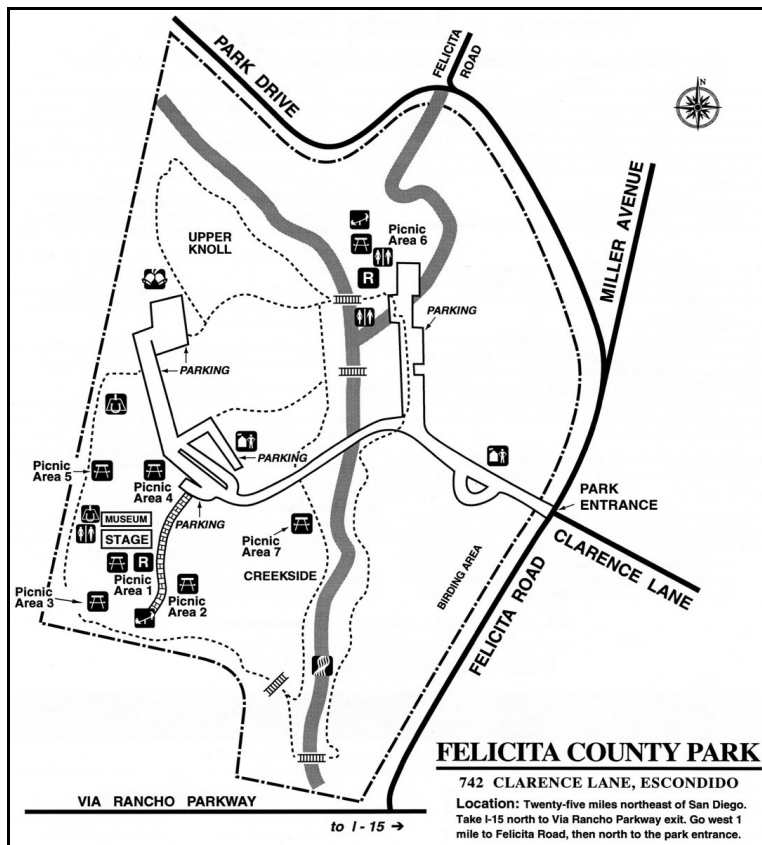 PARK DRIVE
FELICITA
ROAD
N
MILLER AVENUE
UPPER
KNOLL
Picnic
Area 6
R
PARKING
PARKING
PARKING
Picnic
Area 5
Picnic
Area 4
PARKING
MUSEUM
STAGE
R
Picnic
Area 1
Picnic
Area 3
Picnic
Area 2
Picnic
Area 7
CREEKSIDE
BIRDING AREA
PARK
ENTRANCE
CLARENCE LANE
FELICITA ROAD
VIA RANCHO PARKWAY
to I - 15 →
FELICITA COUNTY PARK
742 CLARENCE LANE, ESCONDIDO
Location: Twenty-five miles northeast of San Diego.
Take I-15 north to Via Rancho Parkway exit. Go west 1
mile to Felicita Road, then north to the park entrance.